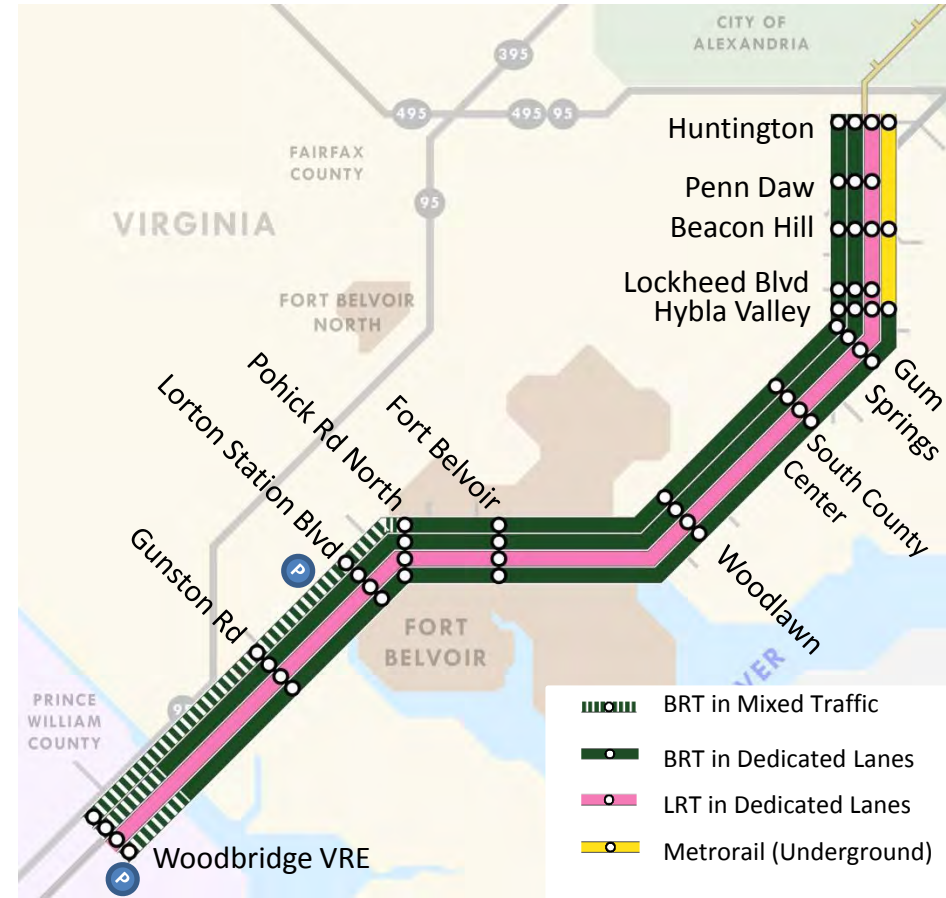 CITY OF
ALEXANDRIA
395
495
495
95
Huntington
FAIRFAX
COUNTY
Penn Daw
95
VIRGINIA
Beacon Hill
Lockheed Blvd
Hybla Valley
FORT BELVOIR
NORTH
Gum
Springs
Pohick Rd North
Fort Belvoir
Lorton Station Blvd
South County
Center
Gunston Rd
P
Woodlawn
FORT
BELVOIR
VER
PRINCE
WILLIAM
COUNTY
95
BRT in Mixed Traffic
BRT in Dedicated Lanes
LRT in Dedicated Lanes
Metrorail (Underground)
Woodbridge VRE
P